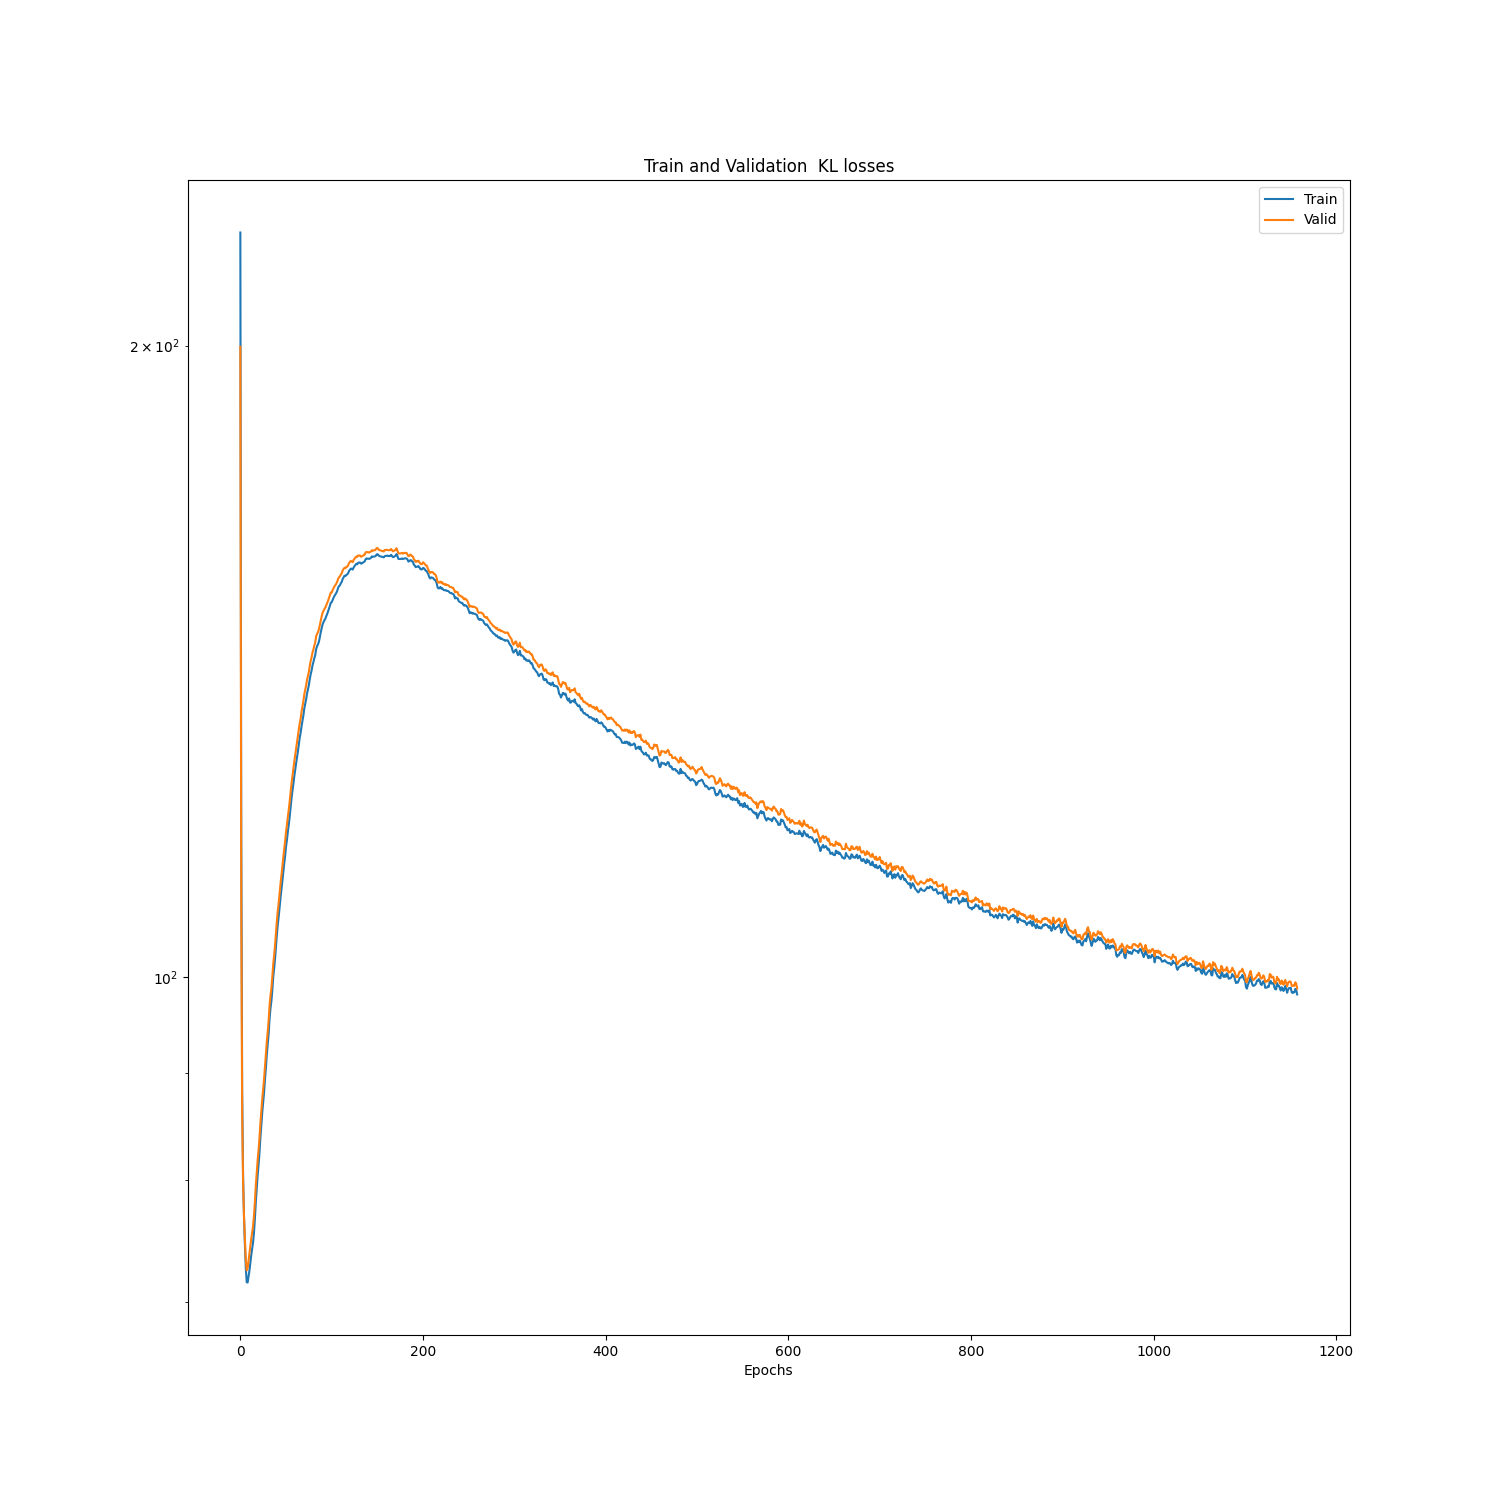 Train and Validation  KL losses
Train
Valid
2 × 10²
10²
0 200 400 600 800 1000 1200
Epochs